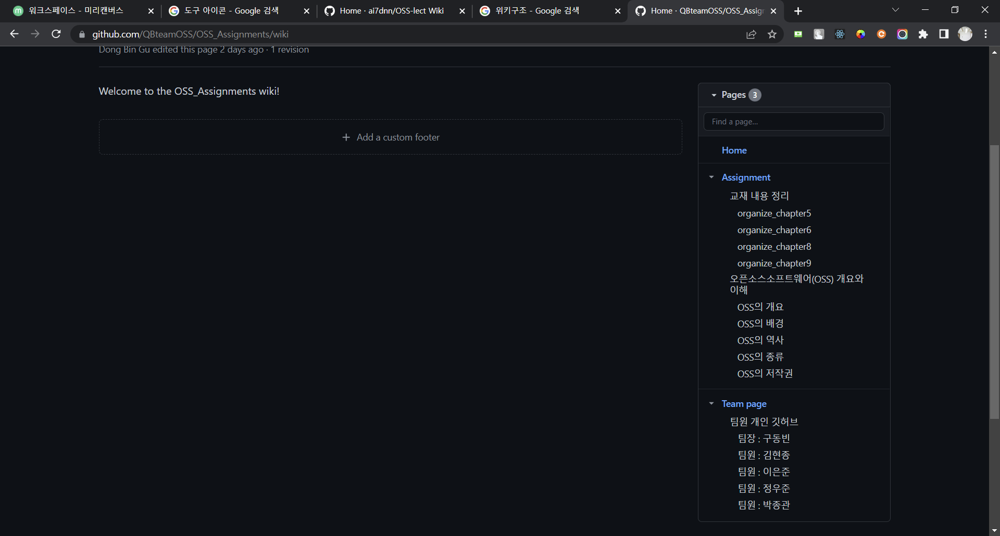 워크스페이스 - 미리캔버스
도구 아이콘 - Google 검색
Home · ai7dnn/OSS-lect Wiki
위키구조 - Google 검색
Home · QBteamOSS/OSS_Assign
github.com/QBteamOSS/OSS_Assignments/wiki
Dong Bin Gu edited this page 2 days ago · 1 revision
Welcome to the OSS_Assignments wiki!
+ Add a custom footer
Pages 3
Find a page...
Home
Assignment
교재 내용 정리
organize_chapter5
organize_chapter6
organize_chapter8
organize_chapter9
오픈소스소프트웨어(OSS) 개요와
이해
OSS의 개요
OSS의 배경
OSS의 역사
OSS의 종류
OSS의 저작권
Team page
팀원 개인 깃허브
팀장 : 구동빈
팀원 : 김현종
팀원 : 이은준
팀원 : 정우준
팀원 : 박종관